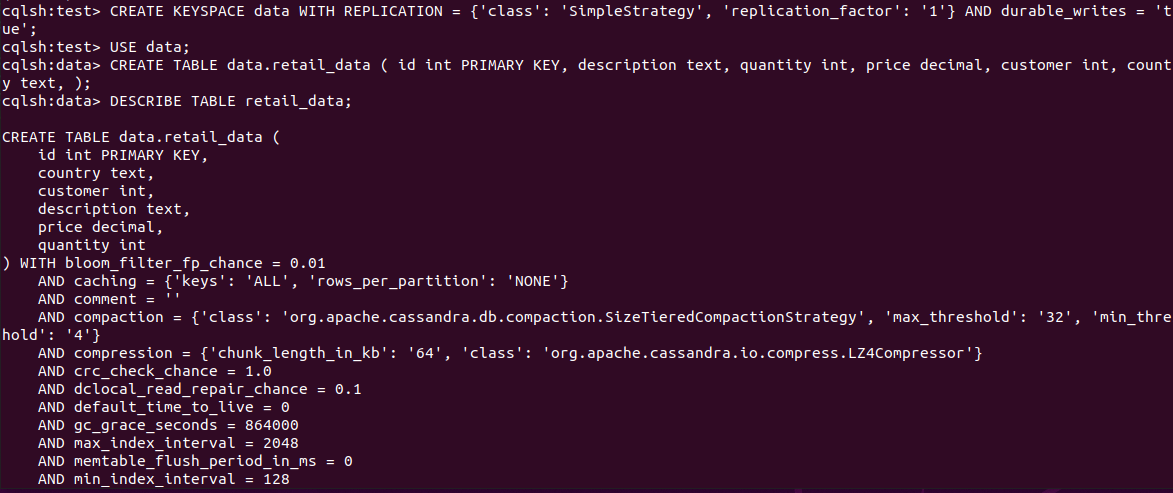 cqlsh:test> CREATE KEYSPACE data WITH REPLICATION = {'class': 'SimpleStrategy', 'replication_factor': '1'} AND durable_writes = 't
ue';
cqlsh:test> USE data;
cqlsh:data> CREATE TABLE data.retail_data ( id int PRIMARY KEY, description text, quantity int, price decimal, customer int, count
y text, );
cqlsh:data> DESCRIBE TABLE retail_data;

CREATE TABLE data.retail_data (
    id int PRIMARY KEY,
    country text,
    customer int,
    description text,
    price decimal,
    quantity int
) WITH bloom_filter_fp_chance = 0.01
    AND caching = {'keys': 'ALL', 'rows_per_partition': 'NONE'}
    AND comment = ''
    AND compaction = {'class': 'org.apache.cassandra.db.compaction.SizeTieredCompactionStrategy', 'max_threshold': '32', 'min_thre
hold': '4'}
    AND compression = {'chunk_length_in_kb': '64', 'class': 'org.apache.cassandra.io.compress.LZ4Compressor'}
    AND crc_check_chance = 1.0
    AND dclocal_read_repair_chance = 0.1
    AND default_time_to_live = 0
    AND gc_grace_seconds = 864000
    AND max_index_interval = 2048
    AND memtable_flush_period_in_ms = 0
    AND min_index_interval = 128